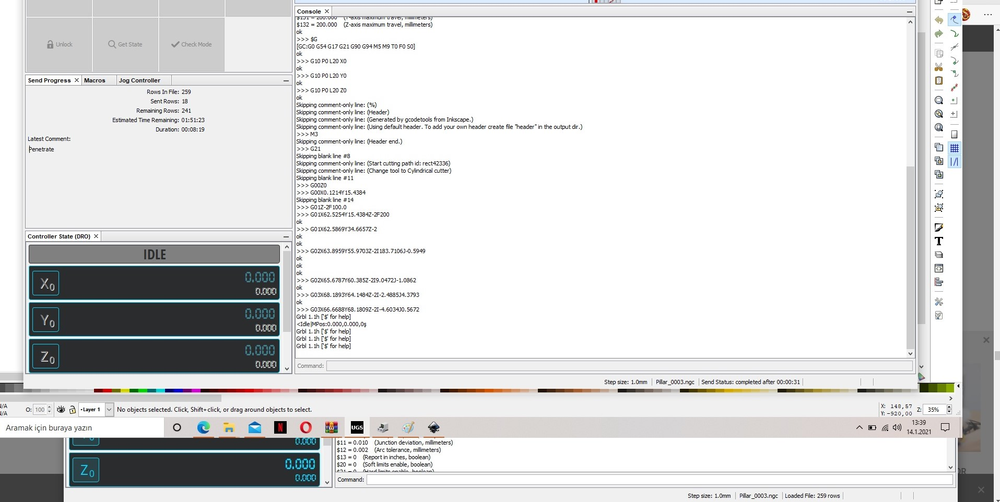 Console
$131 = 200.000 (Y-axis maximum travel, millimeters)
$132 = 200.000 (Z-axis maximum travel, millimeters)
ok
>>> $G
[GC:G0 G54 G17 G21 G90 G94 M5 M9 T0 F0 S0]
ok
>>> G10 P0 L20 X0
ok
>>> G10 P0 L20 Y0
ok
>>> G10 P0 L20 Z0
ok
Skipping comment-only line: (%)
Skipping comment-only line: (Header)
Skipping comment-only line: (Generated by gcodetools from Inkscape.)
Skipping comment-only line: (Using default header. To add your own header create file "header" in the output dir.)
>>> M3
Skipping comment-only line: (Header end.)
>>> G21
Skipping blank line #8
Skipping comment-only line: (Start cutting path id: rect42336)
Skipping comment-only line: (Change tool to Cylindrical cutter)
Skipping blank line #11
>>> G00Z0
>>> G00X0.1214Y15.4384
Skipping blank line #14
>>> G01Z-2F100.0
>>> G01X62.5254Y15.4384Z-2F200
ok
>>> G01X62.5869Y34.6657Z-2
ok
ok
>>> G02X63.8959Y55.9703Z-2I183.7106J-0.5949
ok
ok
ok
>>> G02X65.6787Y60.385Z-2I9.0472J-1.0862
ok
>>> G03X68.1893Y64.1484Z-2I-2.4885J4.3793
ok
>>> G03X66.6688Y68.1809Z-2I-4.6034J0.5672
Grbl 1.1h ['$' for help]
<Idle|MPos:0.000,0.000,0ş
Grbl 1.1h ['$' for help]
Grbl 1.1h ['$' for help]
Grbl 1.1h ['$' for help]
Command:
Unlock Get State Check Mode
Send Progress Macros Jog Controller
Rows In File: 259
Sent Rows: 18
Remaining Rows: 241
Estimated Time Remaining: 01:51:23
Duration: 00:08:19
Latest Comment:
Penetrate
Controller State (DRO)
IDLE
X0 0.000
0.000
Y0 0.000
0.000
Z0 0.000
0.000
Step size: 1.0mm Pillar_0003.ngc Send Status: completed after 00:00:31
N/A
N/A
O: 100 Layer 1 No objects selected. Click, Shift+click, or drag around objects to select.
X: 148,57
Y: -920,00
Z: 35%
Aramak için buraya yazın
UGS
13:39
14.1.2021
0.000
Z0 0.000
0.000
$11 = 0.010 (Junction deviation, millimeters)
$12 = 0.002 (Arc tolerance, millimeters)
$13 = 0 (Report in inches, boolean)
$20 = 0 (Soft limits enable, boolean)
$21 = 0 (Hard limits enable, boolean)
Command:
Step size: 1.0mm Pillar_0003.ngc Loaded File: 259 rows